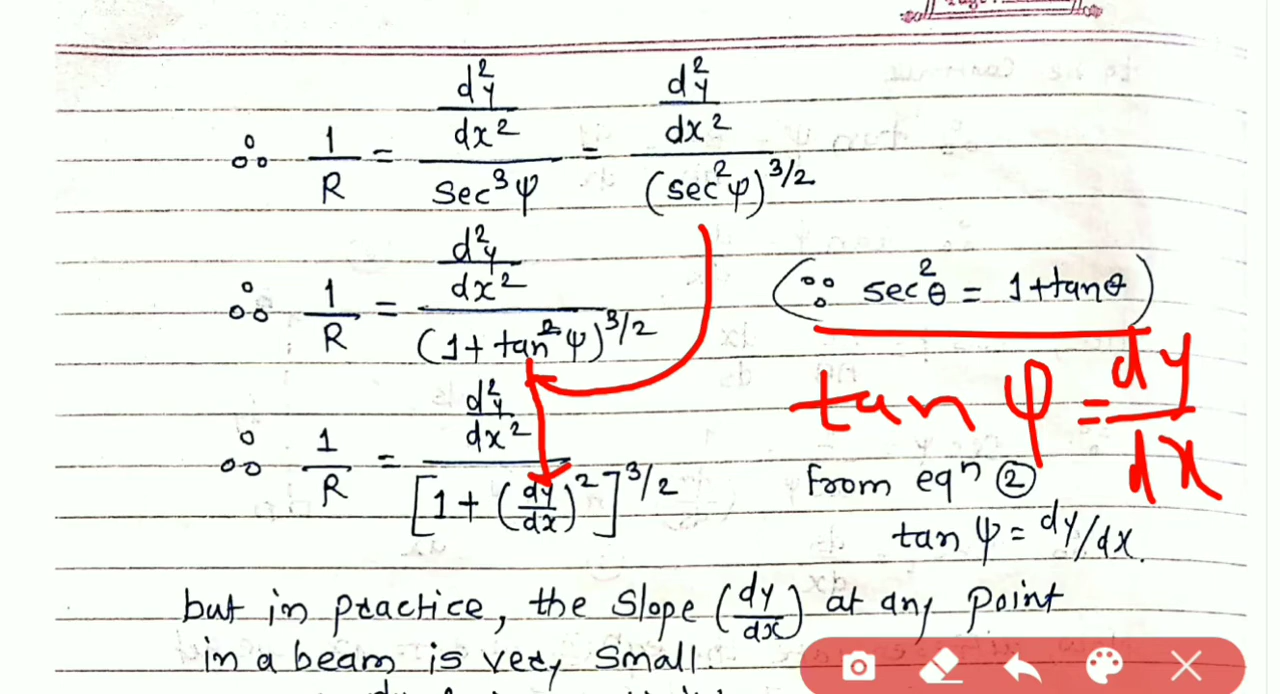 ∴ 1/R = (d²y/dx²)/(sec³ψ) = (d²y/dx²)/(sec²ψ)^3/2
∴ 1/R = (d²y/dx²)/(1+tan²ψ)^3/2 (∵ sec²θ = 1+tanθ)
tan ψ = dy/dx
∴ 1/R = (d²y/dx²)/[1+(dy/dx)²]^3/2 From eqⁿ ②
tan ψ = dy/dx.
but in practice, the slope (dy/dx) at any point
in a beam is very small.